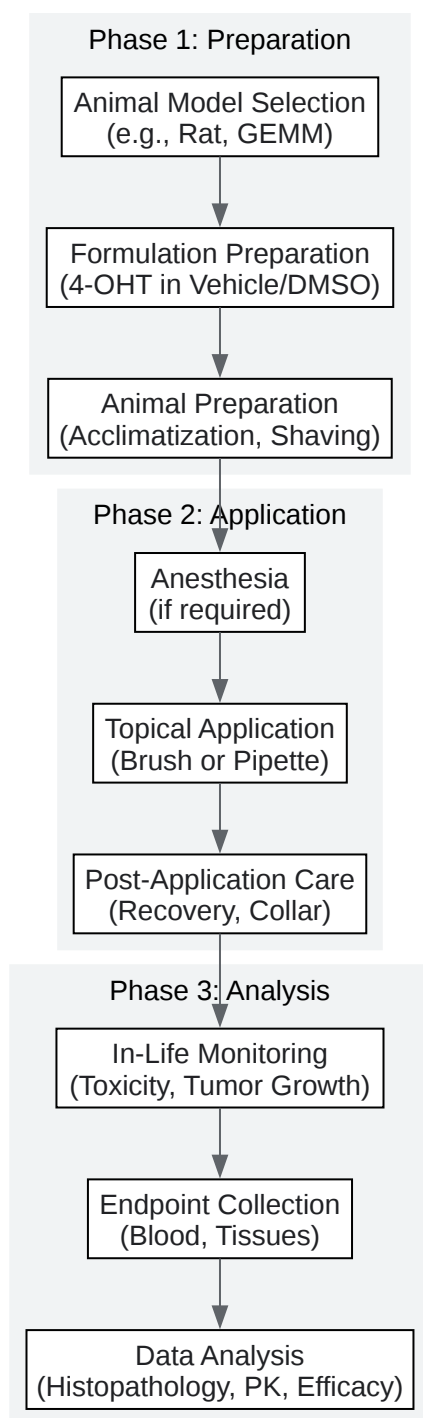 Phase 1: Preparation
Animal Model Selection
(e.g., Rat, GEMM)
Formulation Preparation
(4-OHT in Vehicle/DMSO)
Animal Preparation
(Acclimatization, Shaving)
Phase 2: Application
Anesthesia
(if required)
Topical Application
(Brush or Pipette)
Post-Application Care
(Recovery, Collar)
Phase 3: Analysis
In-Life Monitoring
(Toxicity, Tumor Growth)
Endpoint Collection
(Blood, Tissues)
Data Analysis
(Histopathology, PK, Efficacy)